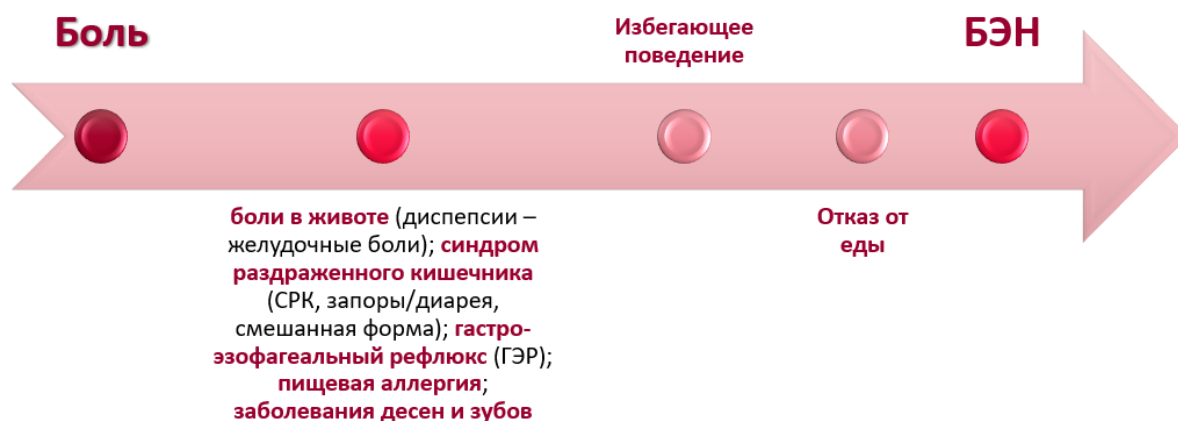 Боль
Избегающее
поведение
БЭН
боли в животе (диспепсии –
желудочные боли); синдром
раздраженного кишечника
(СРК, запоры/диарея,
смешанная форма); гастро-
эзофагеальный рефлюкс (ГЭР);
пищевая аллергия;
заболевания десен и зубов
Отказ от
еды